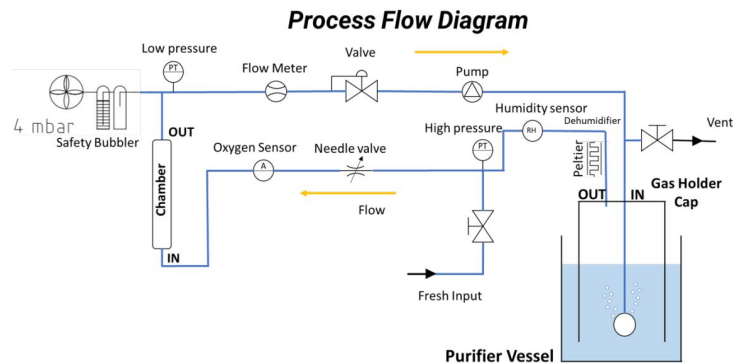 Process Flow Diagram
Low pressure
PT
Flow Meter
Valve
Pump
4 mbar
Safety Bubbler
OUT
Chamber
IN
Oxygen Sensor
A
Needle valve
Flow
High pressure
PT
Humidity sensor
RH
Dehumidifier
Peltier
Vent
OUT
IN
Gas Holder
Cap
Fresh Input
Purifier Vessel